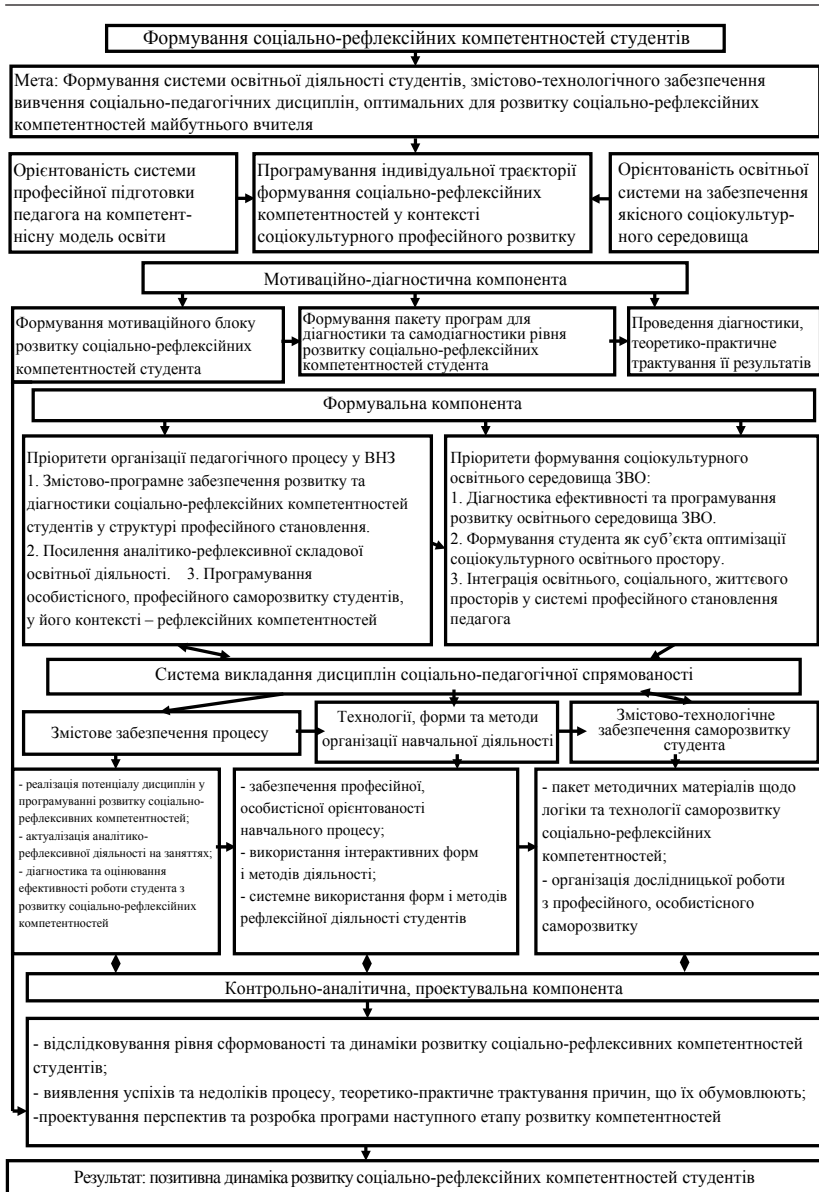 Формування соціально-рефлексійних компетентностей студентів
Мета: Формування системи освітньої діяльності студентів, змістово-технологічного забезпечення
вивчення соціально-педагогічних дисциплін, оптимальних для розвитку соціально-рефлексійних
компетентностей майбутнього вчителя
Орієнтованість системи
професійної підготовки
педагога на компетент-
нісну модель освіти
Програмування індивідуальної траєкторії
формування соціально-рефлексійних
компетентностей у контексті
соціокультурного професійного розвитку
Орієнтованість освітньої
системи на забезпечення
якісного соціокультур-
ного середовища
Мотиваційно-діагностична компонента
Формування мотиваційного блоку
розвитку соціально-рефлексійних
компетентностей студента
Формування пакету програм для
діагностики та самодіагностики рівня
розвитку соціально-рефлексійних
компетентностей студента
Проведення діагностики,
теоретико-практичне
трактування її результатів
Формувальна компонента
Пріоритети організації педагогічного процесу у ВНЗ
1. Змістово-програмне забезпечення розвитку та
діагностики соціально-рефлексійних компетентностей
студентів у структурі професійного становлення.
2. Посилення аналітико-рефлексивної складової
освітньої діяльності. 3. Програмування
особистісного, професійного саморозвитку студентів,
у його контексті – рефлексійних компетентностей
Пріоритети формування соціокультурного
освітнього середовища ЗВО:
1. Діагностика ефективності та програмування
розвитку освітнього середовища ЗВО.
2. Формування студента як суб’єкта оптимізації
соціокультурного освітнього простору.
3. Інтеграція освітнього, соціального, життєвого
просторів у системі професійного становлення
педагога
Система викладання дисциплін соціально-педагогічної спрямованості
Змістове забезпечення процесу
Технології, форми та методи
організації навчальної діяльності
Змістово-технологічне
забезпечення саморозвитку
студента
- реалізація потенціалу дисциплін у
програмуванні розвитку соціально-
рефлексивних компетентностей;
- актуалізація аналітико-
рефлексивної діяльності на заняттях;
- діагностика та оцінювання
ефективності роботи студента з
розвитку соціально-рефлексійних
компетентностей
- забезпечення професійної,
особистісної орієнтованості
навчального процесу;
- використання інтерактивних форм
і методів діяльності;
- системне використання форм і методів
рефлексійної діяльності студентів
- пакет методичних матеріалів щодо
логіки та технології саморозвитку
соціально-рефлексійних
компетентностей;
- організація дослідницької роботи
з професійного, особистісного
саморозвитку
Контрольно-аналітична, проектувальна компонента
- відслідковування рівня сформованості та динаміки розвитку соціально-рефлексивних компетентностей
студентів;
- виявлення успіхів та недоліків процесу, теоретико-практичне трактування причин, що їх обумовлюють;
-проектування перспектив та розробка програми наступного етапу розвитку компетентностей
Результат: позитивна динаміка розвитку соціально-рефлексійних компетентностей студентів